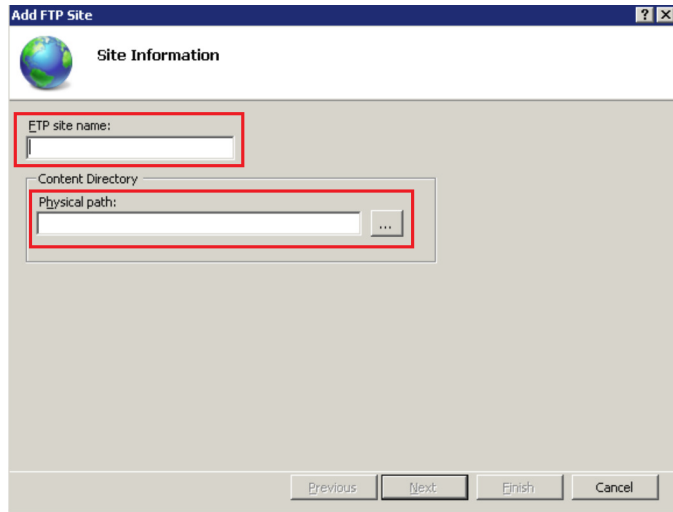 Add FTP Site
Site Information
FTP site name:
Content Directory
Physical path:
...
Previous Next Finish Cancel